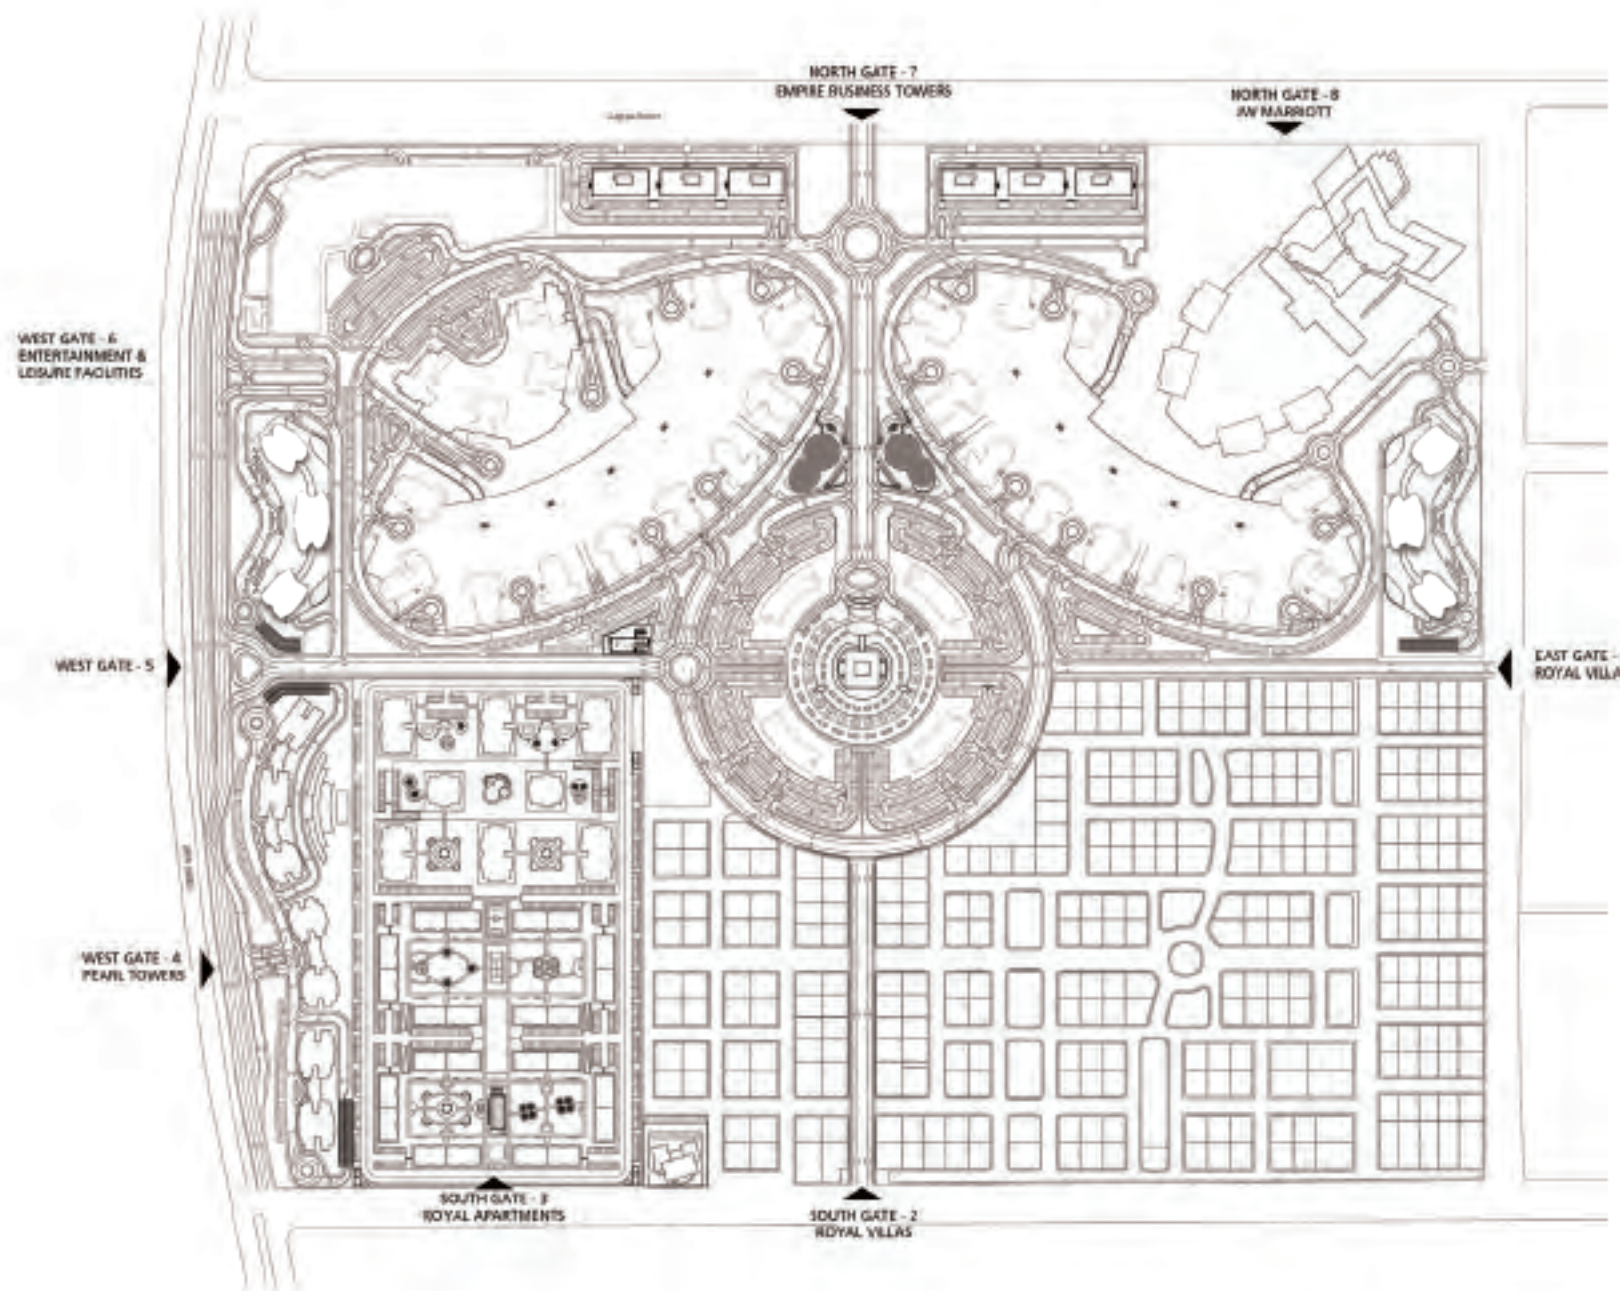 NORTH GATE - 7
EMPIRE BUSINESS TOWERS
NORTH GATE - 8
JW MARRIOTT
WEST GATE - 6
ENTERTAINMENT &
LEISURE FACILITIES
WEST GATE - 5
EAST GATE -
ROYAL VILLA
WEST GATE - 4
PEARL TOWERS
SOUTH GATE - 3
ROYAL APARTMENTS
SOUTH GATE - 2
ROYAL VILLAS